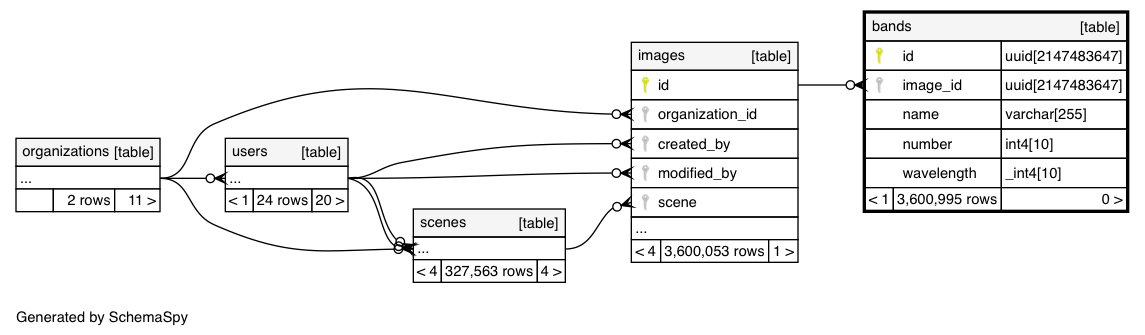 organizations [table]
...
2 rows 11 >
users [table]
...
< 1 24 rows 20 >
scenes [table]
...
< 4 327,563 rows 4 >
images [table]
id
organization_id
created_by
modified_by
scene
...
< 4 3,600,053 rows 1 >
bands [table]
id uuid[2147483647]
image_id uuid[2147483647]
name varchar[255]
number int4[10]
wavelength _int4[10]
< 1 3,600,995 rows 0 >
Generated by SchemaSpy